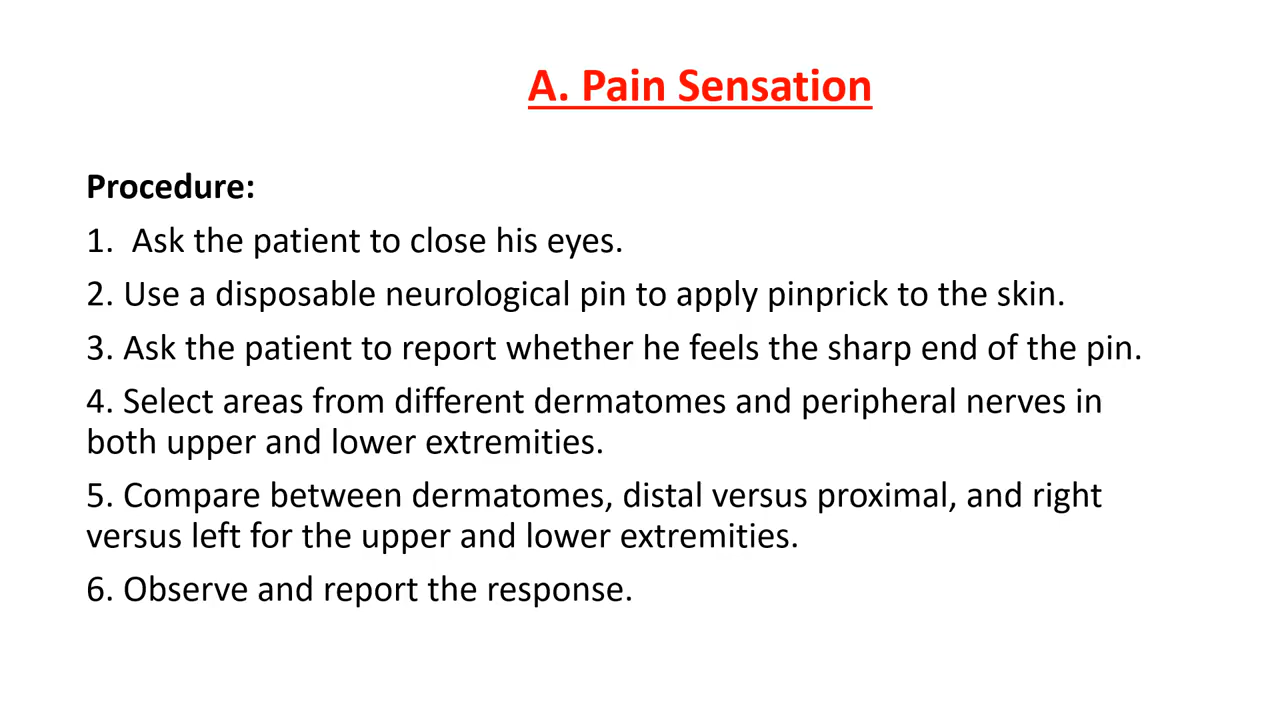 A. Pain Sensation
Procedure:
1.  Ask the patient to close his eyes.
2. Use a disposable neurological pin to apply pinprick to the skin.
3. Ask the patient to report whether he feels the sharp end of the pin.
4. Select areas from different dermatomes and peripheral nerves in
both upper and lower extremities.
5. Compare between dermatomes, distal versus proximal, and right
versus left for the upper and lower extremities.
6. Observe and report the response.